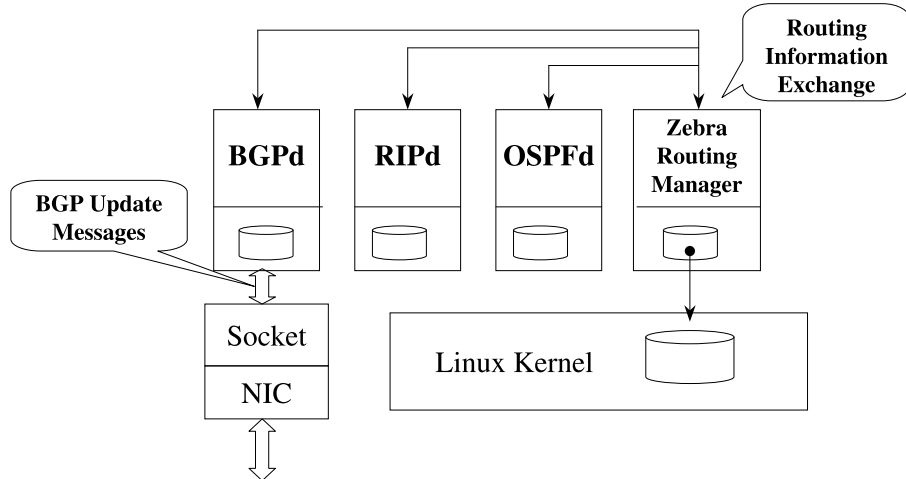 Routing
Information
Exchange
BGPd
RIPd
OSPFd
Zebra
Routing
Manager
BGP Update
Messages
Socket
NIC
Linux Kernel